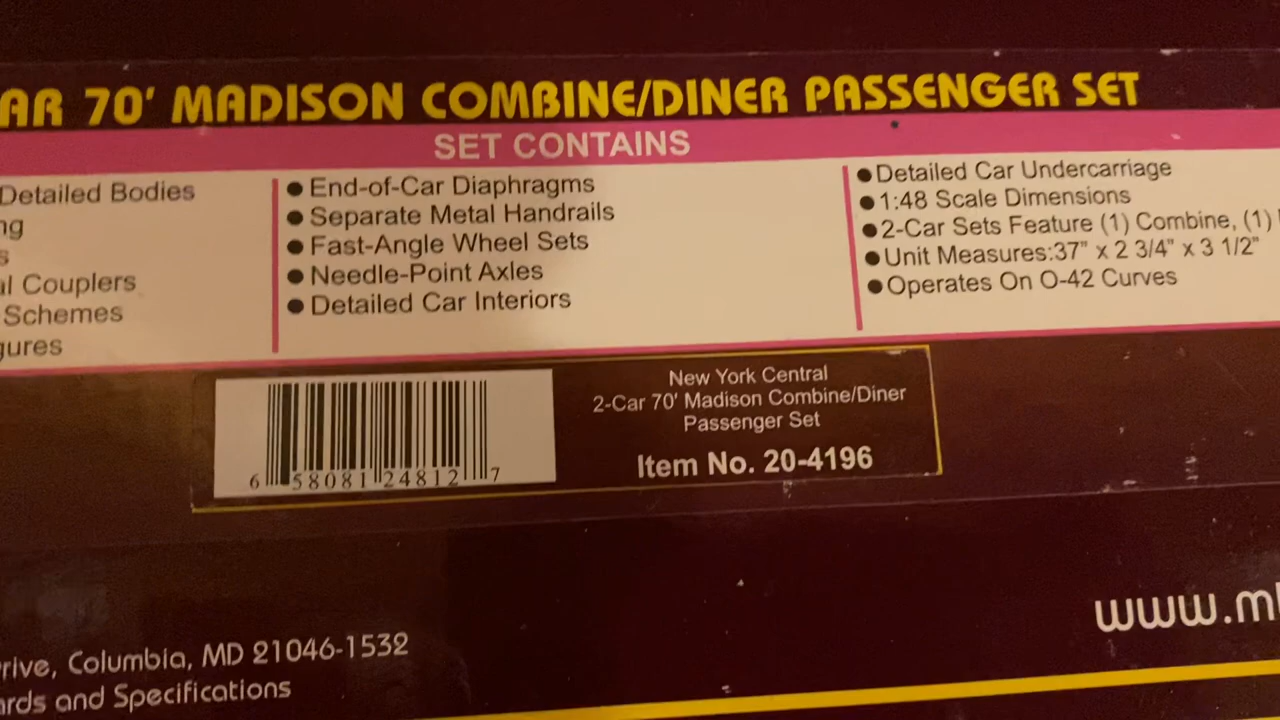 AR 70' MADISON COMBINE/DINER PASSENGER SET
SET CONTAINS
Detailed Bodies
ng
s
al Couplers
Schemes
gures
● End-of-Car Diaphragms
● Separate Metal Handrails
● Fast-Angle Wheel Sets
● Needle-Point Axles
● Detailed Car Interiors
● Detailed Car Undercarriage
● 1:48 Scale Dimensions
● 2-Car Sets Feature (1) Combine, (1)
● Unit Measures:37" x 2 3/4" x 3 1/2"
● Operates On O-42 Curves
6 58081 24812 7
New York Central
2-Car 70' Madison Combine/Diner
Passenger Set
Item No. 20-4196
www.m
rive, Columbia, MD 21046-1532
ards and Specifications